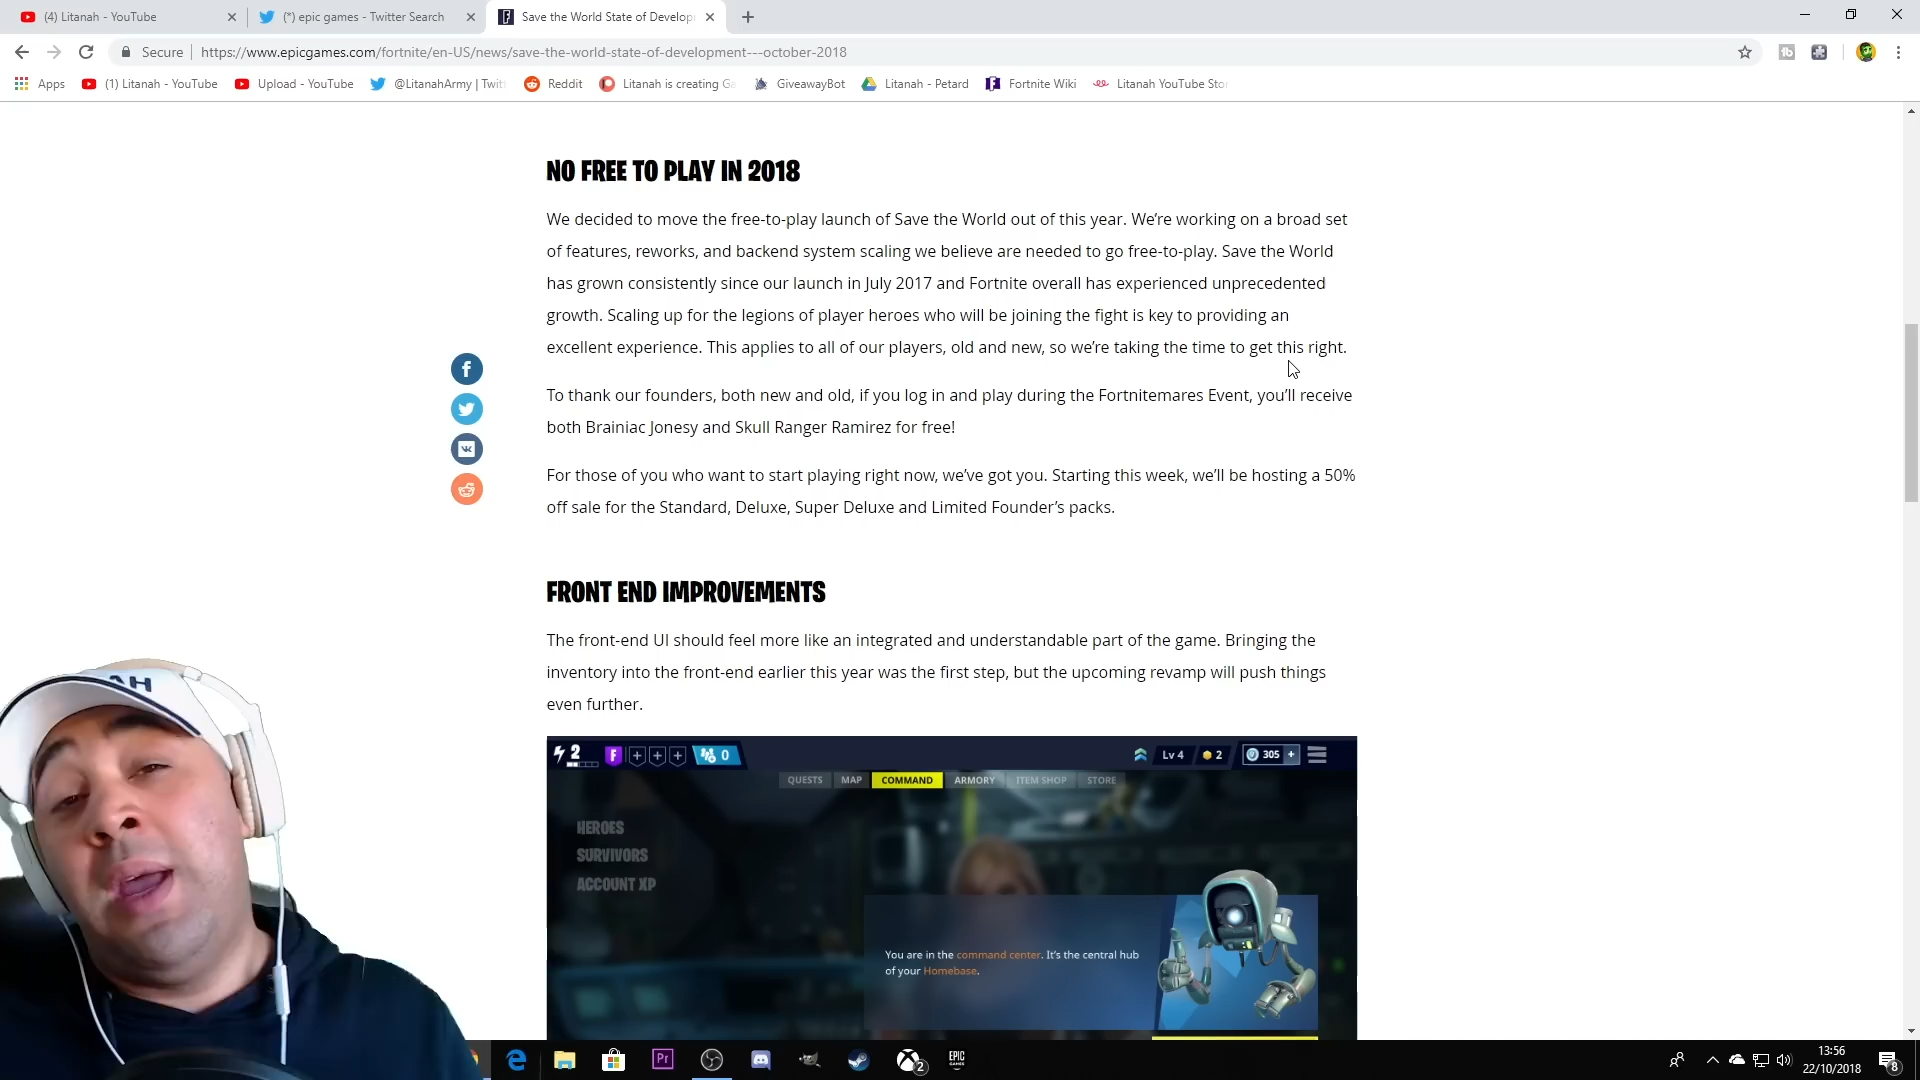 (4) Litanah - YouTube
(*) epic games - Twitter Search
Save the World State of Develop
Secure
https://www.epicgames.com/fortnite/en-US/news/save-the-world-state-of-development---october-2018
Apps
(1) Litanah - YouTube
Upload - YouTube
@LitanahArmy | Twit
Reddit
Litanah is creating Ga
GiveawayBot
Litanah - Petard
Fortnite Wiki
Litanah YouTube Stor
NO FREE TO PLAY IN 2018
We decided to move the free-to-play launch of Save the World out of this year. We're working on a broad set
of features, reworks, and backend system scaling we believe are needed to go free-to-play. Save the World
has grown consistently since our launch in July 2017 and Fortnite overall has experienced unprecedented
growth. Scaling up for the legions of player heroes who will be joining the fight is key to providing an
excellent experience. This applies to all of our players, old and new, so we're taking the time to get this right.
To thank our founders, both new and old, if you log in and play during the Fortnitemares Event, you'll receive
both Brainiac Jonesy and Skull Ranger Ramirez for free!
For those of you who want to start playing right now, we've got you. Starting this week, we'll be hosting a 50%
off sale for the Standard, Deluxe, Super Deluxe and Limited Founder's packs.
FRONT END IMPROVEMENTS
The front-end UI should feel more like an integrated and understandable part of the game. Bringing the
inventory into the front-end earlier this year was the first step, but the upcoming revamp will push things
even further.
2
F
0
Lv 4
2
305 +
QUESTS
MAP
COMMAND
ARMORY
ITEM SHOP
STORE
HEROES
SURVIVORS
ACCOUNT XP
You are in the command center. It's the central hub
of your Homebase.
Pr
2
EPIC
GAMES
13:56
22/10/2018
8